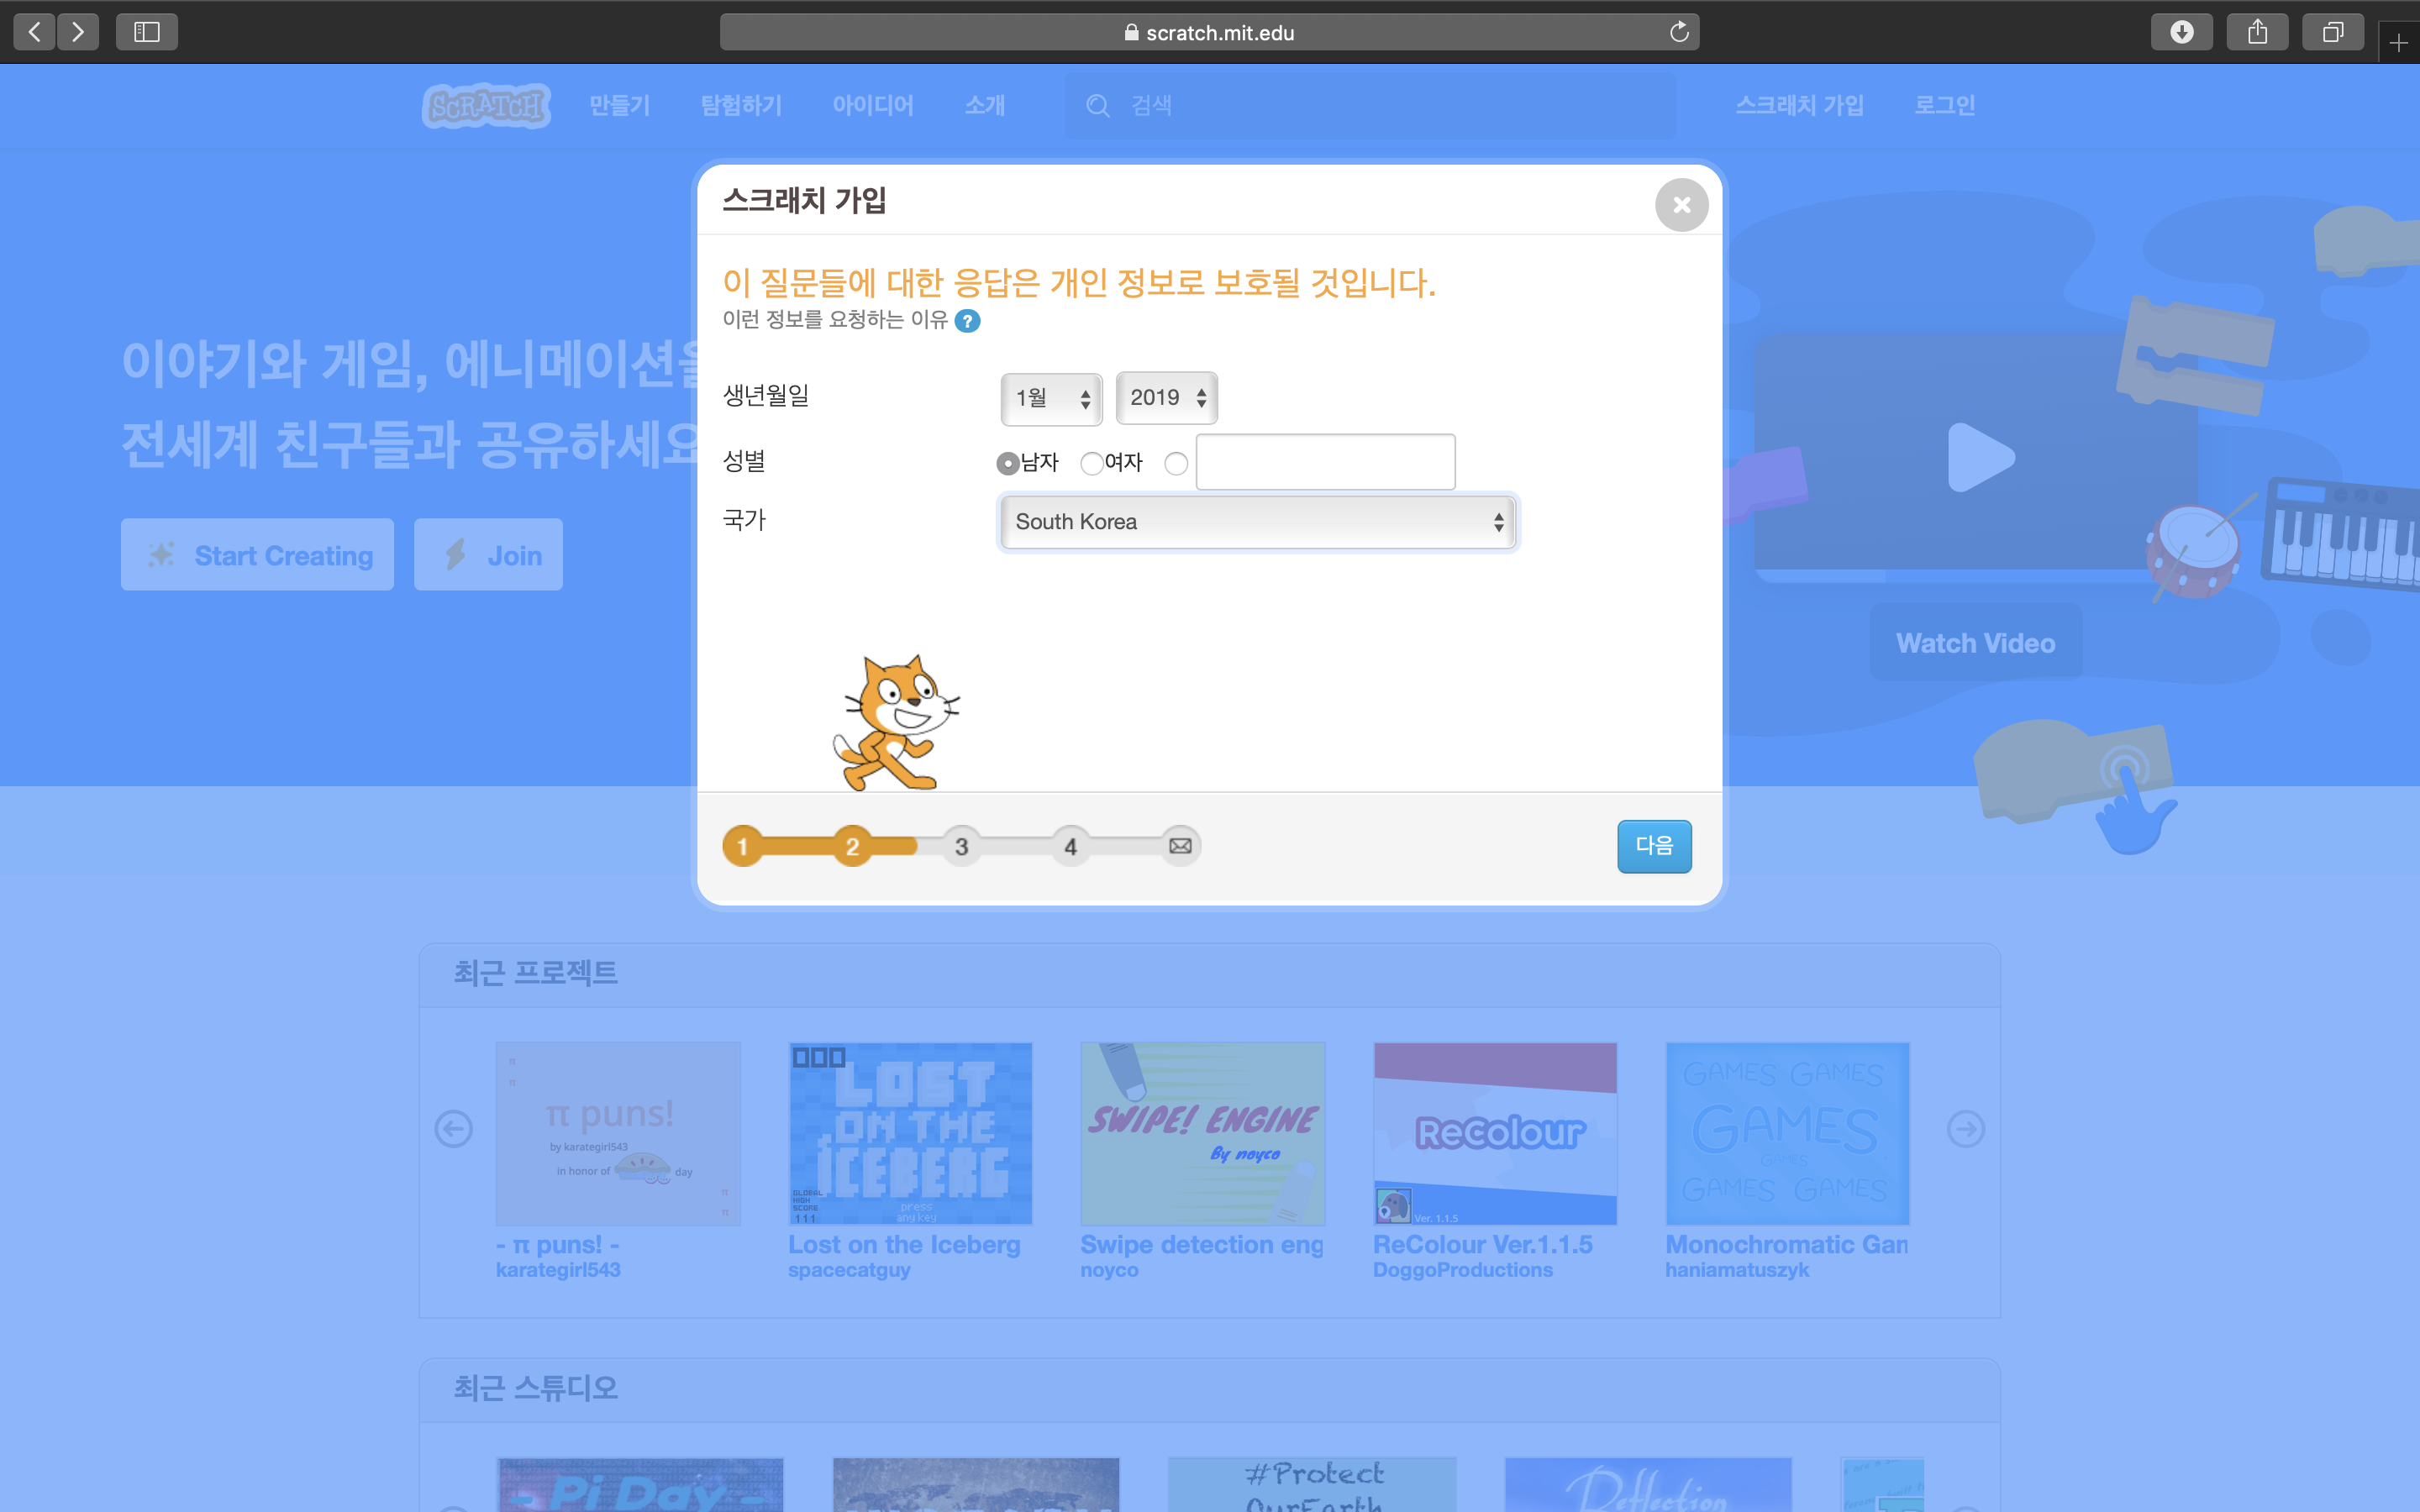 scratch.mit.edu
SCRATCH 만들기 탐험하기 아이디어 소개 검색 스크래치 가입 로그인
스크래치 가입
이 질문들에 대한 응답은 개인 정보로 보호될 것입니다.
이런 정보를 요청하는 이유 ?
이야기와 게임, 에니메이션을
전세계 친구들과 공유하세요
Start Creating Join
생년월일 1월 2019
성별 남자 여자
국가 South Korea
Watch Video
1 2 3 4 다음
최근 프로젝트
π puns!
by karategirl543
in honor of day
LOST
ON THE
ICEBERG
GLOBAL
HIGH
SCORE
111
press
any key
SWIPE! ENGINE
By noyco
ReColour
Ver. 1.1.5
GAMES GAMES
GAMES
GAMES
GAMES GAMES
- π puns! - Lost on the Iceberg Swipe detection eng ReColour Ver.1.1.5 Monochromatic Gam
karategirl543 spacecatguy noyco DoggoProductions haniamatuszyk
최근 스튜디오
- Pi Day -
#Protect
OurEarth
Reflection